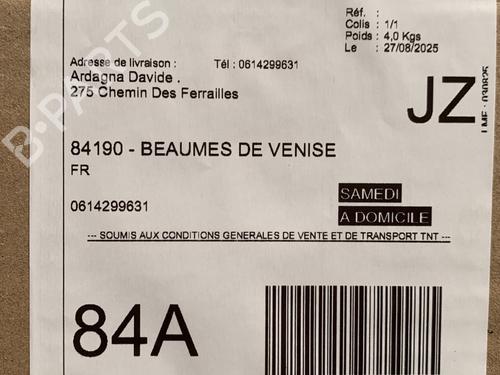 Réf. :
Colis : 1/1
Poids : 4,0 Kgs
Le : 27/08/2025
Adresse de livraison : Tél : 0614299631
Ardagna Davide .
275 Chemin Des Ferrailles
JZ
84190 - BEAUMES DE VENISE
FR
0614299631
SAMEDI
A DOMICILE
--- SOUMIS AUX CONDITIONS GENERALES DE VENTE ET DE TRANSPORT TNT ---
84A
B-PARTS